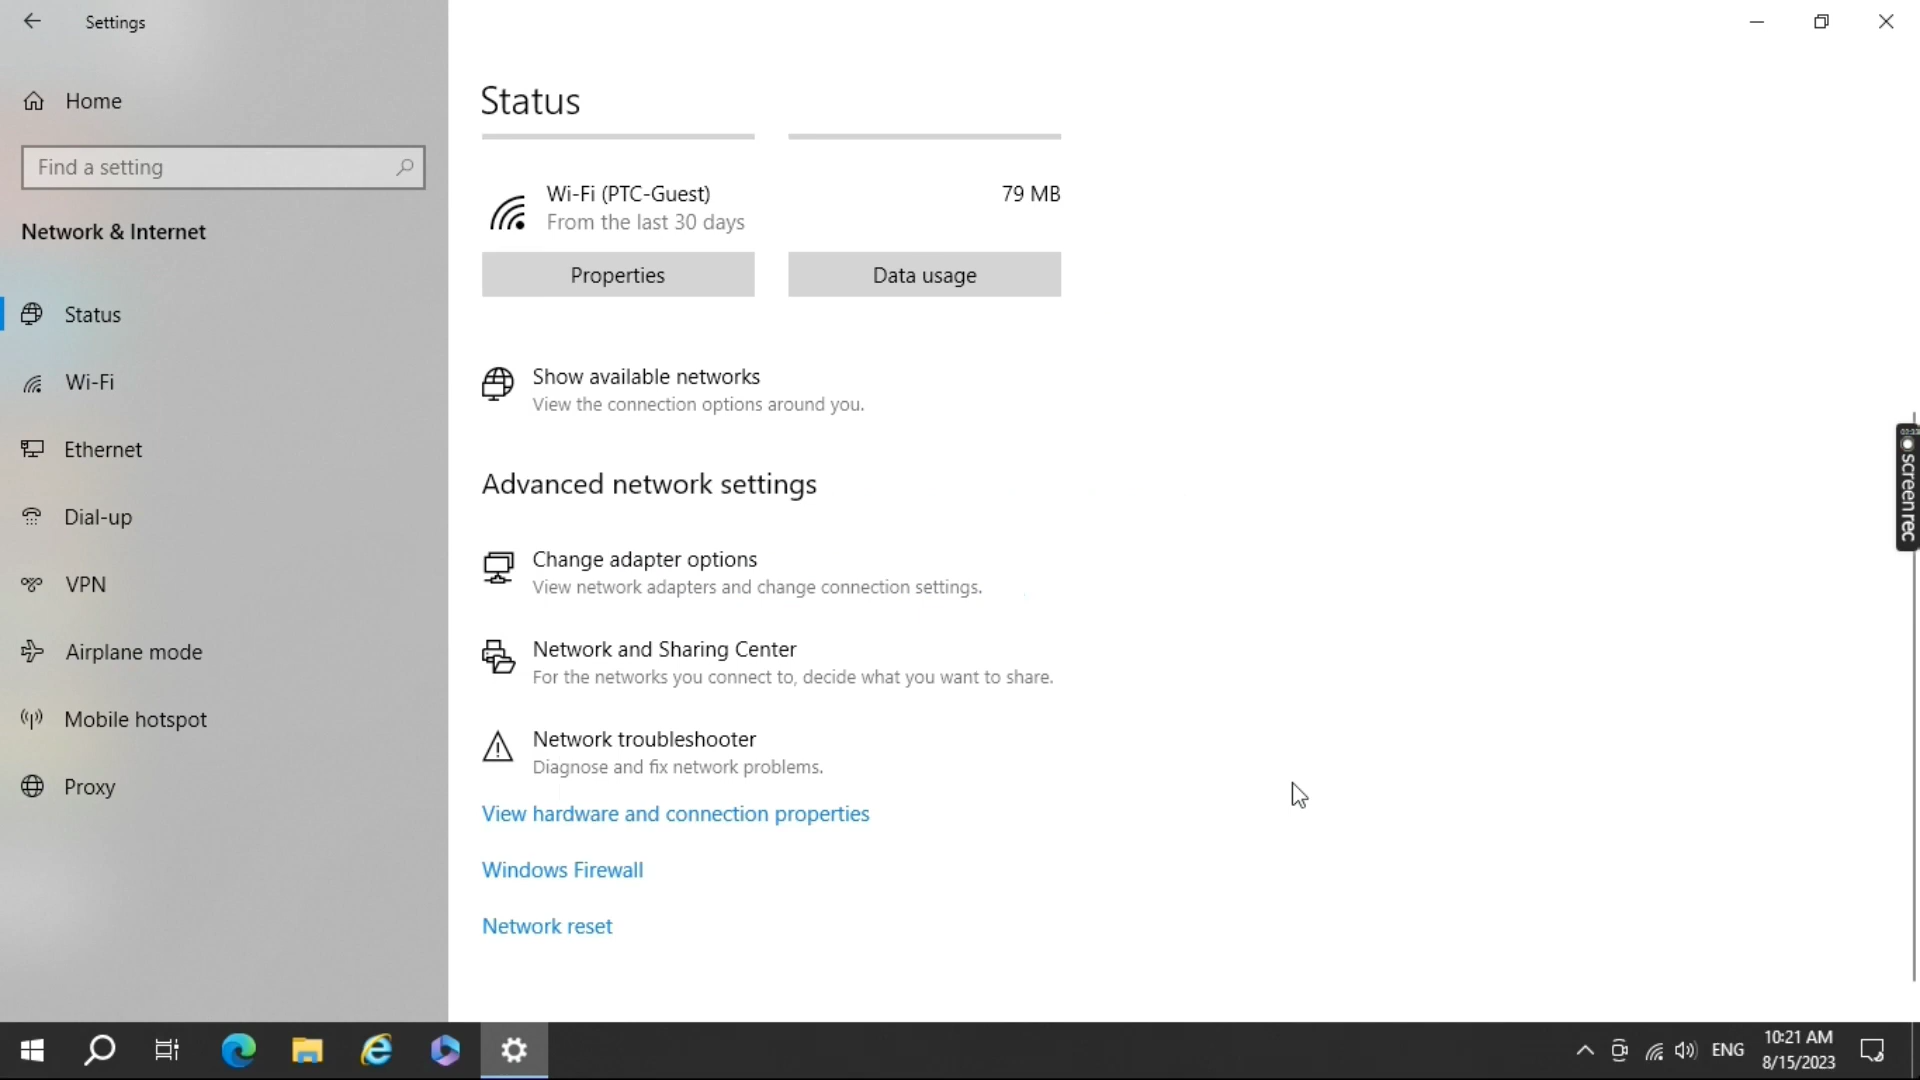 Settings
Home
Find a setting
Network & Internet
Status
Wi-Fi
Ethernet
Dial-up
VPN
Airplane mode
Mobile hotspot
Proxy
Status
Wi-Fi (PTC-Guest)
79 MB
From the last 30 days
Properties
Data usage
Show available networks
View the connection options around you.
Advanced network settings
Change adapter options
View network adapters and change connection settings.
Network and Sharing Center
For the networks you connect to, decide what you want to share.
Network troubleshooter
Diagnose and fix network problems.
View hardware and connection properties
Windows Firewall
Network reset
screenrec
ENG
10:21 AM
8/15/2023